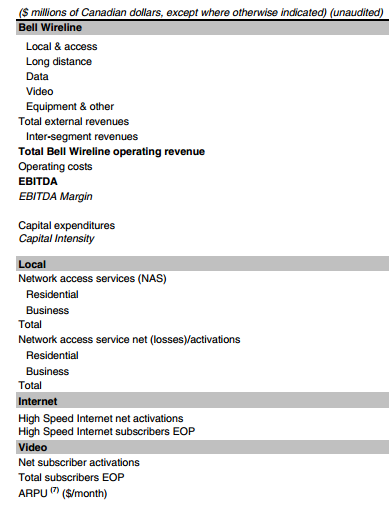 ($ millions of Canadian dollars, except where otherwise indicated) (unaudited)
Bell Wireline
Local & access
Long distance
Data
Video
Equipment & other
Total external revenues
Inter-segment revenues
Total Bell Wireline operating revenue
Operating costs
EBITDA
EBITDA Margin
Capital expenditures
Capital Intensity
Local
Network access services (NAS)
Residential
Business
Total
Network access service net (losses)/activations
Residential
Business
Total
Internet
High Speed Internet net activations
High Speed Internet subscribers EOP
Video
Net subscriber activations
Total subscribers EOP
ARPU (7) ($/month)